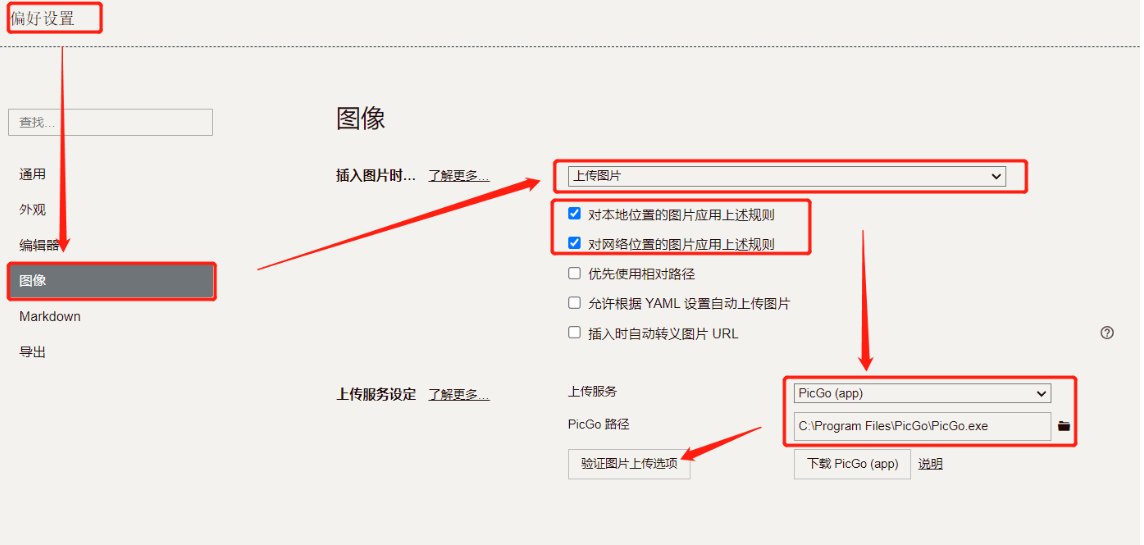 偏好设置
查找...
通用
外观
编辑器
图像
Markdown
导出
图像
插入图片时... 了解更多...
上传图片
对本地位置的图片应用上述规则
对网络位置的图片应用上述规则
优先使用相对路径
允许根据 YAML 设置自动上传图片
插入时自动转义图片 URL
上传服务设定 了解更多...
上传服务 PicGo (app)
PicGo 路径 C:\Program Files\PicGo\PicGo.exe
验证图片上传选项 下载 PicGo (app) 说明